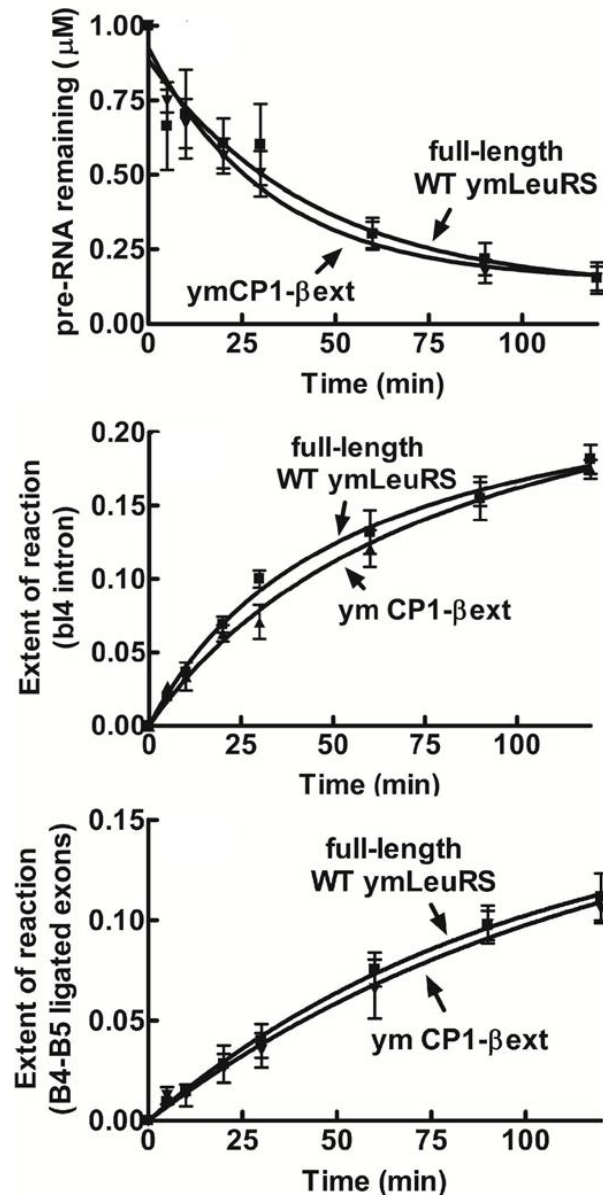 pre-RNA remaining (μM)
1.00
0.75
0.50
0.25
0.00
full-length
WT ymLeuRS
ymCP1-βext
0 25 50 75 100
Time (min)
Extent of reaction
(bI4 intron)
0.20
0.15
0.10
0.05
0.00
full-length
WT ymLeuRS
ym CP1-βext
0 25 50 75 100
Time (min)
Extent of reaction
(B4-B5 ligated exons)
0.15
0.10
0.05
0.00
full-length
WT ymLeuRS
ym CP1-βext
0 25 50 75 100
Time (min)